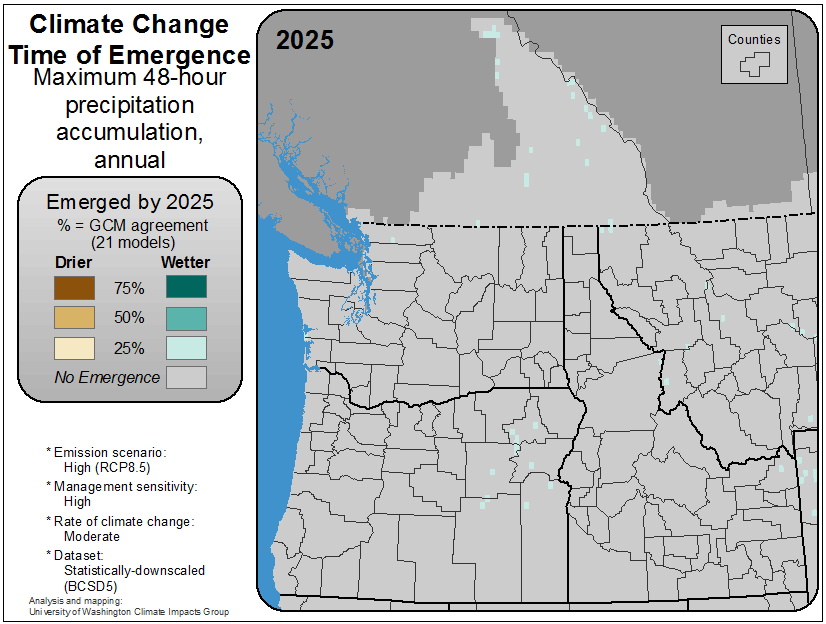 Climate Change
Time of Emergence
Maximum 48-hour
precipitation
accumulation,
annual
Emerged by 2025
% = GCM agreement
(21 models)
Drier Wetter
75%
50%
25%
No Emergence
* Emission scenario:
High (RCP8.5)
* Management sensitivity:
High
* Rate of climate change:
Moderate
* Dataset:
Statistically-downscaled
(BCSD5)
Analysis and mapping:
University of Washington Climate Impacts Group
2025
Counties